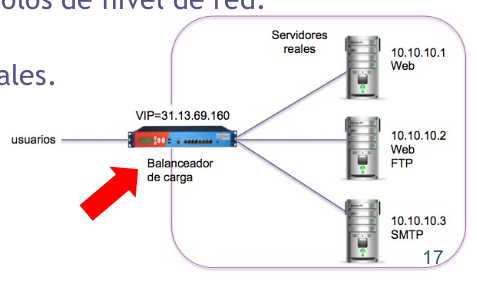 olos de nivel de red.
ales.
Servidores
reales
10.10.10.1
Web
VIP=31.13.69.160
usuarios
Balanceador
de carga
10.10.10.2
Web
FTP
10.10.10.3
SMTP
17